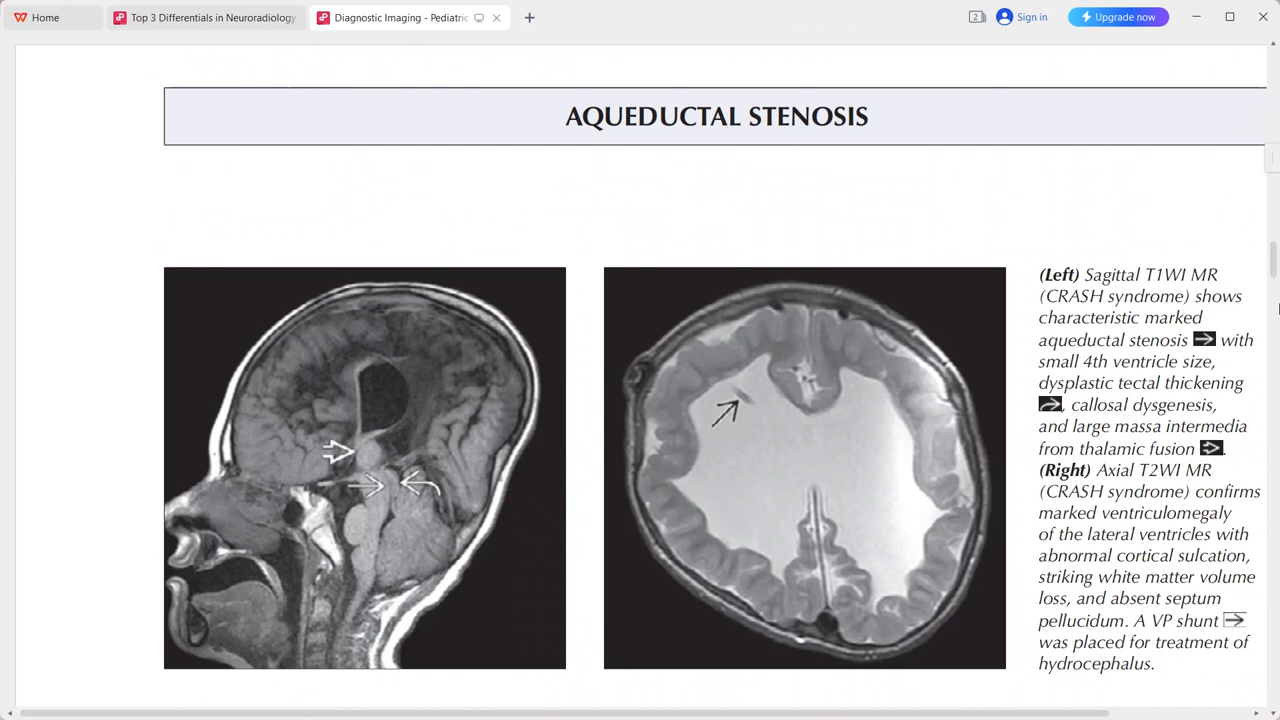 Home
Top 3 Differentials in Neuroradiology.
Diagnostic Imaging - Pediatric
2
Sign in
Upgrade now
AQUEDUCTAL STENOSIS
(Left) Sagittal T1WI MR
(CRASH syndrome) shows
characteristic marked
aqueductal stenosis with
small 4th ventricle size,
dysplastic tectal thickening
, callosal dysgenesis,
and large massa intermedia
from thalamic fusion .
(Right) Axial T2WI MR
(CRASH syndrome) confirms
marked ventriculomegaly
of the lateral ventricles with
abnormal cortical sulcation,
striking white matter volume
loss, and absent septum
pellucidum. A VP shunt
was placed for treatment of
hydrocephalus.